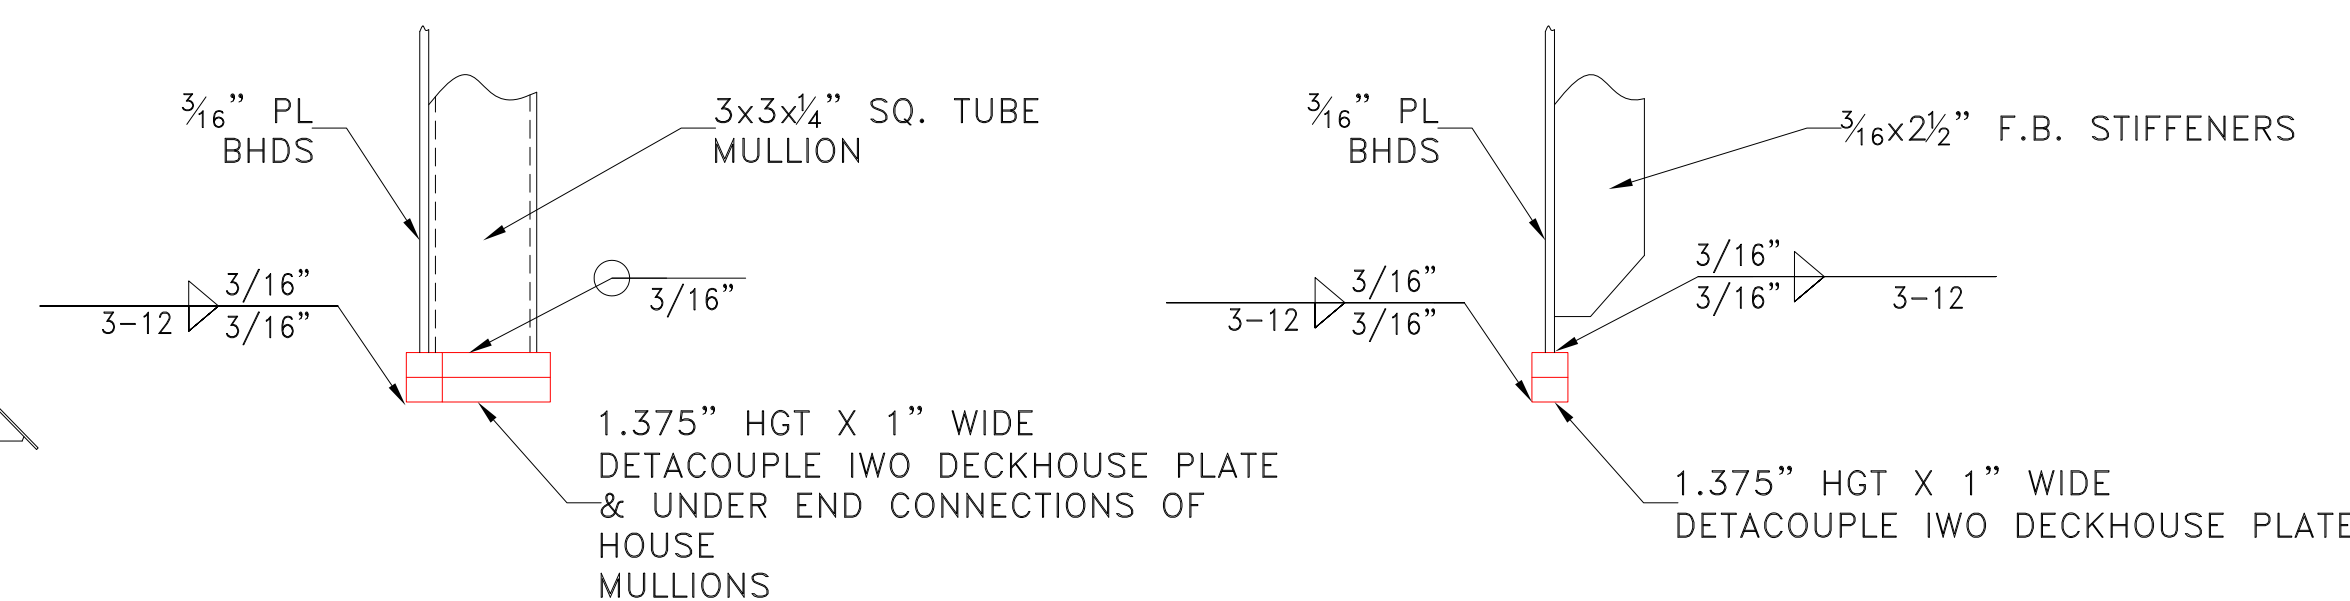 3/16” PL
BHDS
3x3x1/4” SQ. TUBE
MULLION
3/16”
3-12
3/16”
3/16”
1.375” HGT X 1” WIDE
DETACOUPLE IWO DECKHOUSE PLATE
& UNDER END CONNECTIONS OF
HOUSE
MULLIONS
3/16” PL
BHDS
3/16x2 1/2” F.B. STIFFENERS
3/16”
3-12
3/16”
3/16”
3/16”
3-12
1.375” HGT X 1” WIDE
DETACOUPLE IWO DECKHOUSE PLATE